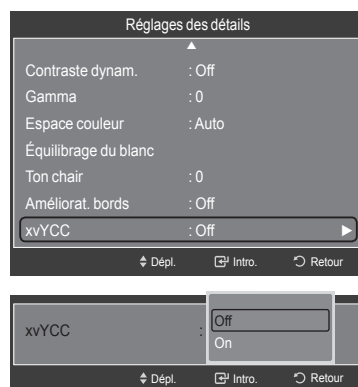 Réglages des détails
Contraste dynam. : Off
Gamma : 0
Espace couleur : Auto
Équilibrage du blanc
Ton chair : 0
Améliorat. bords : Off
xvYCC : Off
Dépl. Intro. Retour
xvYCC : Off
On
Dépl. Intro. Retour